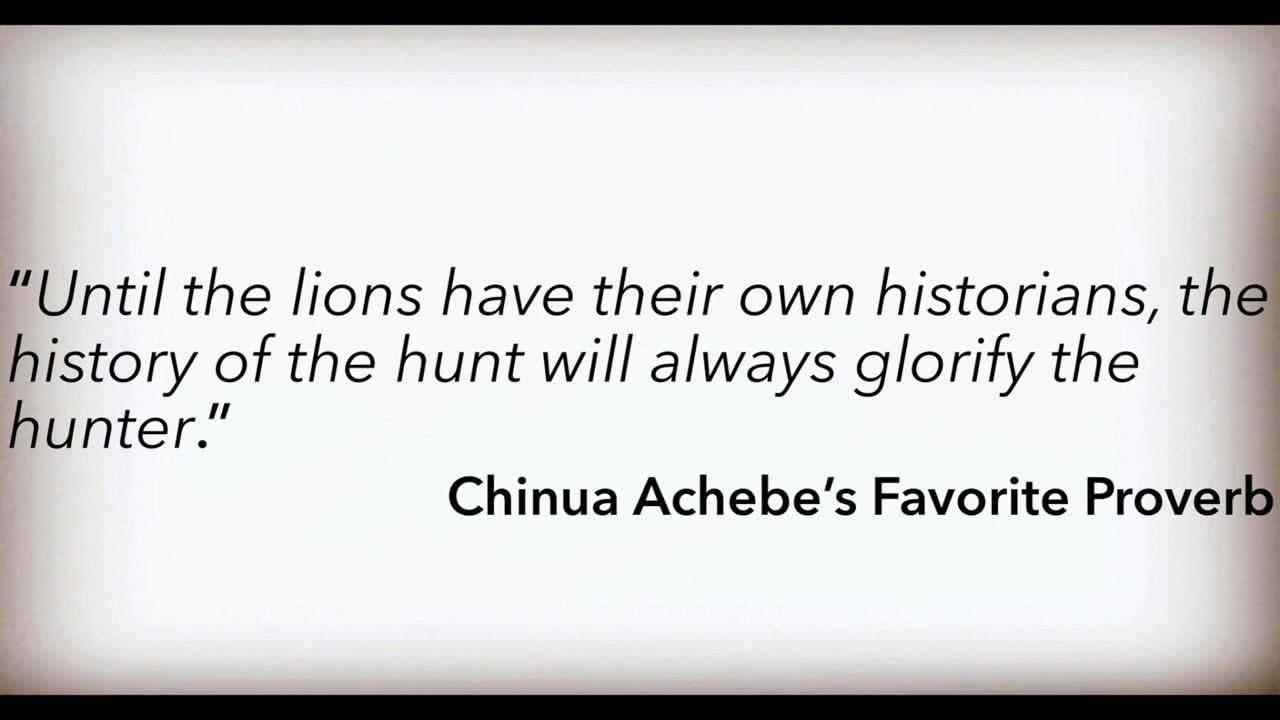 “Until the lions have their own historians, the
history of the hunt will always glorify the
hunter.”
Chinua Achebe’s Favorite Proverb